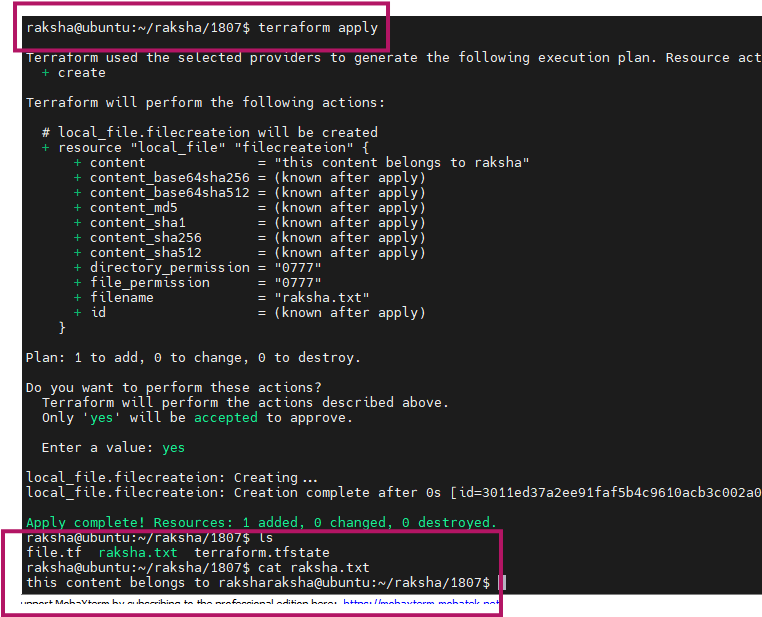 raksha@ubuntu:~/raksha/1807$ terraform apply
Terraform used the selected providers to generate the following execution plan. Resource act
+ create
Terraform will perform the following actions:
# local_file.filecreateion will be created
+ resource "local_file" "filecreateion" {
+ content = "this content belongs to raksha"
+ content_base64sha256 = (known after apply)
+ content_base64sha512 = (known after apply)
+ content_md5 = (known after apply)
+ content_sha1 = (known after apply)
+ content_sha256 = (known after apply)
+ content_sha512 = (known after apply)
+ directory_permission = "0777"
+ file_permission = "0777"
+ filename = "raksha.txt"
+ id = (known after apply)
}
Plan: 1 to add, 0 to change, 0 to destroy.
Do you want to perform these actions?
Terraform will perform the actions described above.
Only 'yes' will be accepted to approve.
Enter a value: yes
local_file.filecreateion: Creating...
local_file.filecreateion: Creation complete after 0s [id=3011ed37a2ee91faf5b4c9610acb3c002a0
Apply complete! Resources: 1 added, 0 changed, 0 destroyed.
raksha@ubuntu:~/raksha/1807$ ls
file.tf raksha.txt terraform.tfstate
raksha@ubuntu:~/raksha/1807$ cat raksha.txt
this content belongs to raksharaksha@ubuntu:~/raksha/1807$
MobaXterm by subscribing to the professional edition here: https://mobaxterm.mobatek.net